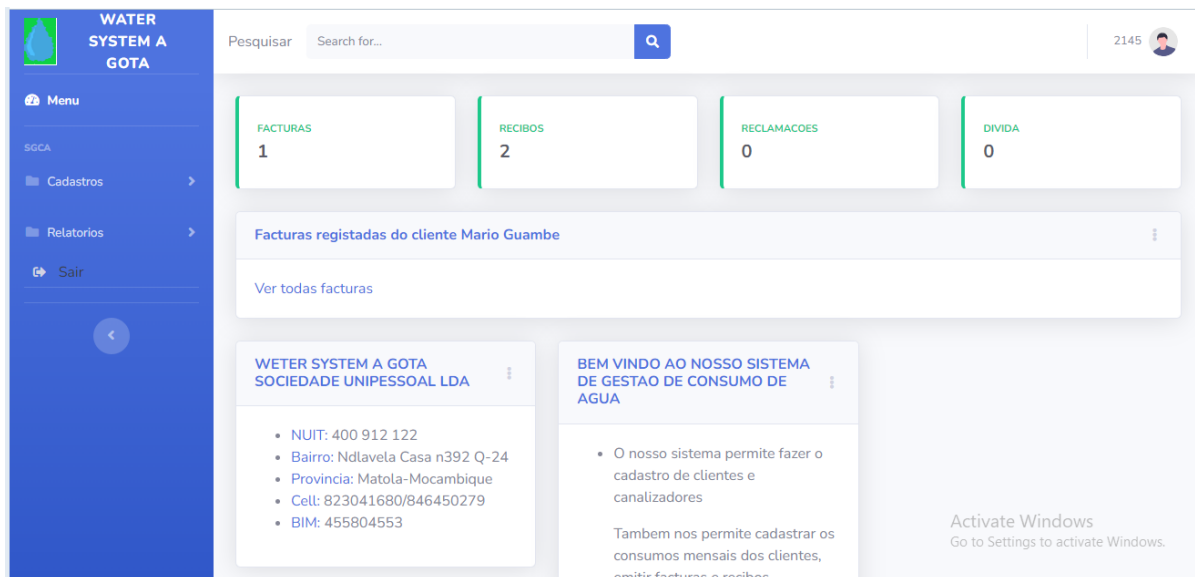 WATER
SYSTEM A
GOTA
Pesquisar
Search for...
2145
Menu
SGCA
Cadastros
Relatorios
Sair
FACTURAS
1
RECIBOS
2
RECLAMACOES
0
DIVIDA
0
Facturas registadas do cliente Mario Guambe
Ver todas facturas
WETER SYSTEM A GOTA
SOCIEDADE UNIPESSOAL LDA
NUIT: 400 912 122
Bairro: Ndlavela Casa n392 Q-24
Provincia: Matola-Mocambique
Cell: 823041680/846450279
BIM: 455804553
BEM VINDO AO NOSSO SISTEMA
DE GESTAO DE CONSUMO DE
AGUA
O nosso sistema permite fazer o
cadastro de clientes e
canalizadores
Tambem nos permite cadastrar os
consumos mensais dos clientes,
emitir facturas e recibos
Activate Windows
Go to Settings to activate Windows.